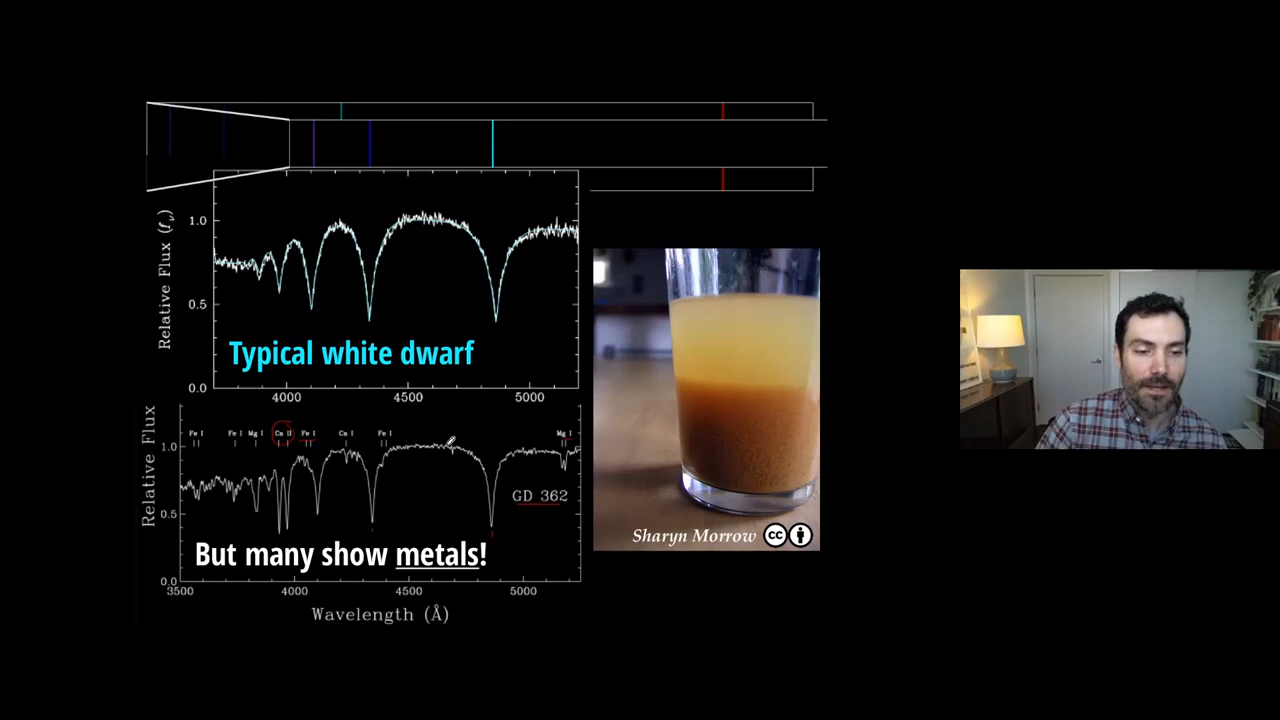 Relative Flux (fν)
1.0
0.5
0.0
Typical white dwarf
4000
4500
5000
Relative Flux
1.0
0.5
0.0
Fe I
Fe I
Mg I
Ca II
Fe I
Ca I
Fe I
Mg I
GD 362
But many show metals!
3500
4000
4500
5000
Wavelength (Å)
Sharyn Morrow
cc